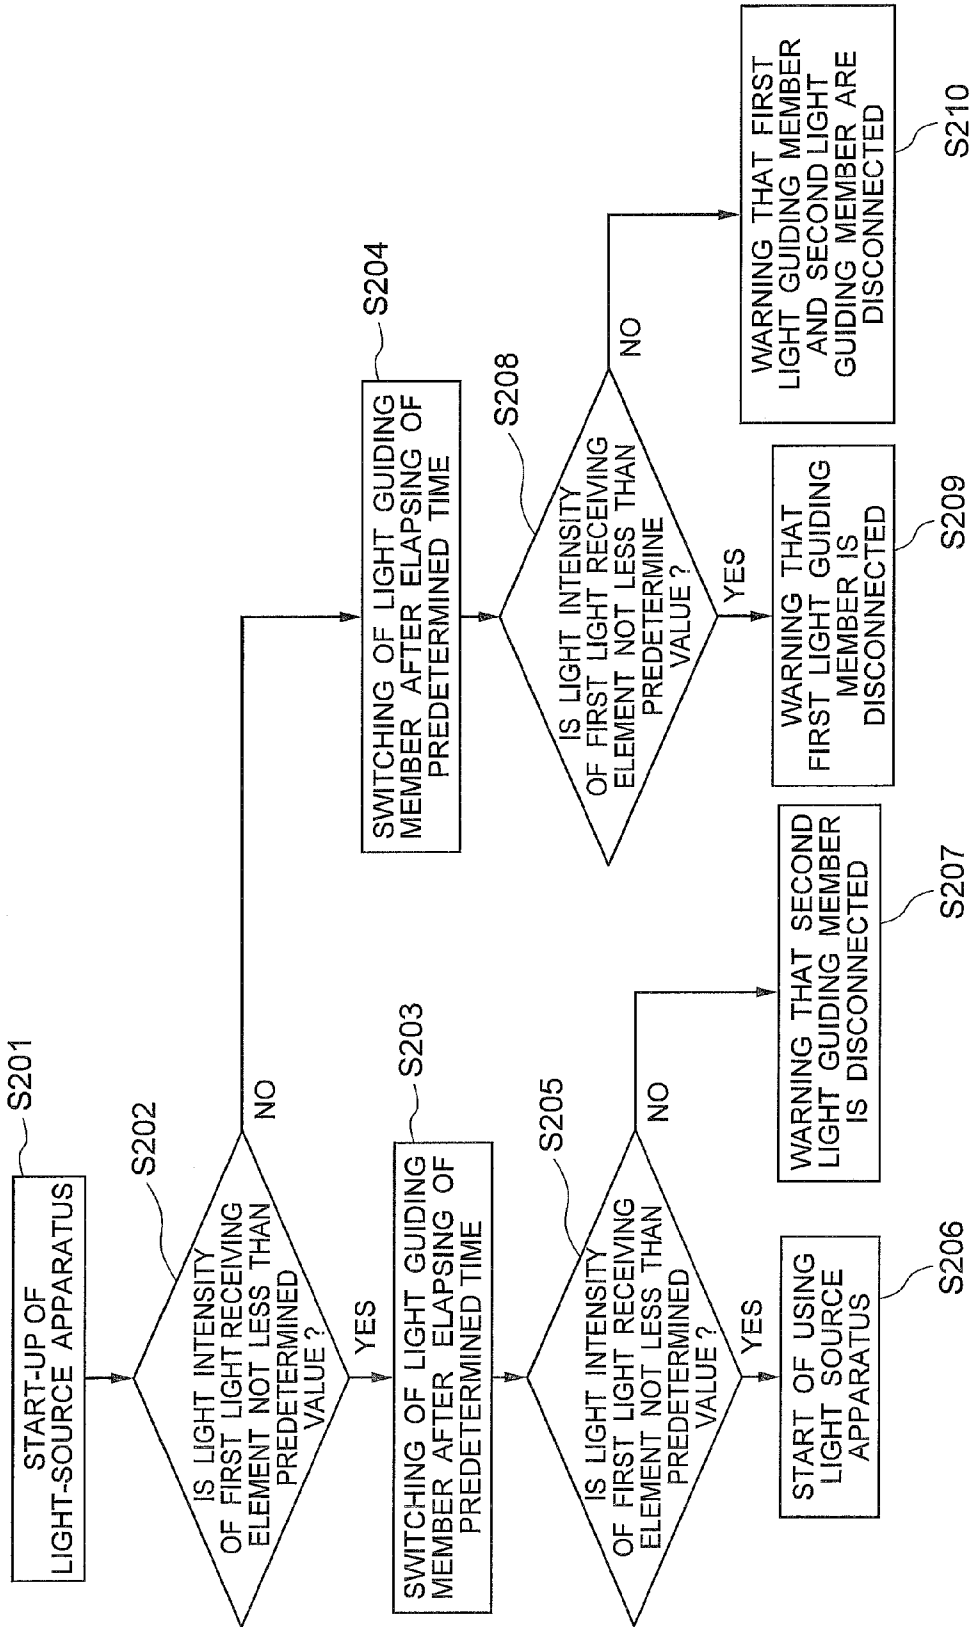 START-UP OF
LIGHT-SOURCE APPARATUS
S201
IS LIGHT INTENSITY
OF FIRST LIGHT RECEIVING
ELEMENT NOT LESS THAN
PREDETERMINED
VALUE ?
S202
NO
YES
SWITCHING OF LIGHT GUIDING
MEMBER AFTER ELAPSING OF
PREDETERMINED TIME
S203
SWITCHING OF LIGHT GUIDING
MEMBER AFTER ELAPSING OF
PREDETERMINED TIME
S204
IS LIGHT INTENSITY
OF FIRST LIGHT RECEIVING
ELEMENT NOT LESS THAN
PREDETERMINED
VALUE ?
S205
NO
YES
IS LIGHT INTENSITY
OF FIRST LIGHT RECEIVING
ELEMENT NOT LESS THAN
PREDETERMINE
VALUE ?
S208
NO
YES
START OF USING
LIGHT SOURCE
APPARATUS
S206
WARNING THAT SECOND
LIGHT GUIDING MEMBER
IS DISCONNECTED
S207
WARNING THAT
FIRST LIGHT GUIDING
MEMBER IS
DISCONNECTED
S209
WARNING THAT FIRST
LIGHT GUIDING MEMBER
AND SECOND LIGHT
GUIDING MEMBER ARE
DISCONNECTED
S210